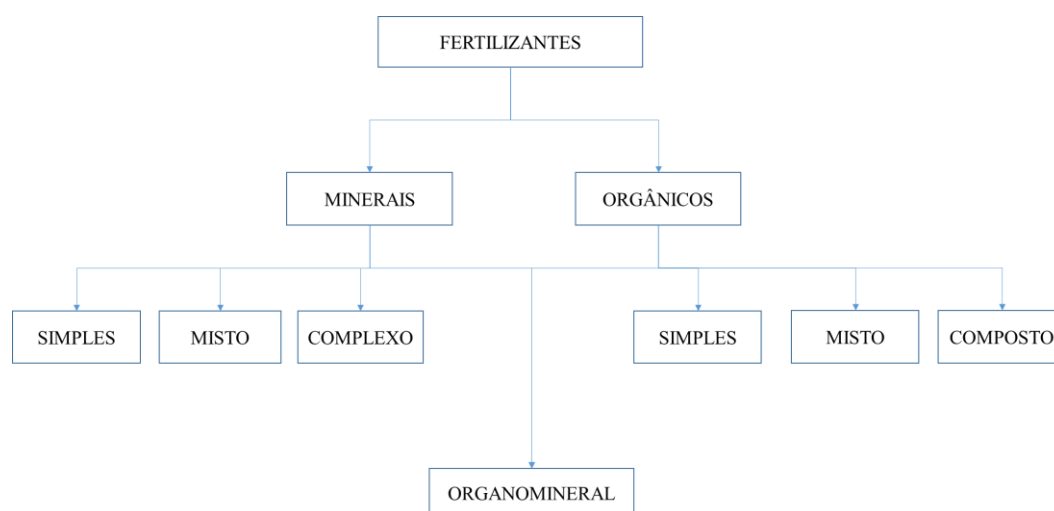 FERTILIZANTES
MINERAIS
ORGÂNICOS
SIMPLES
MISTO
COMPLEXO
SIMPLES
MISTO
COMPOSTO
ORGANOMINERAL